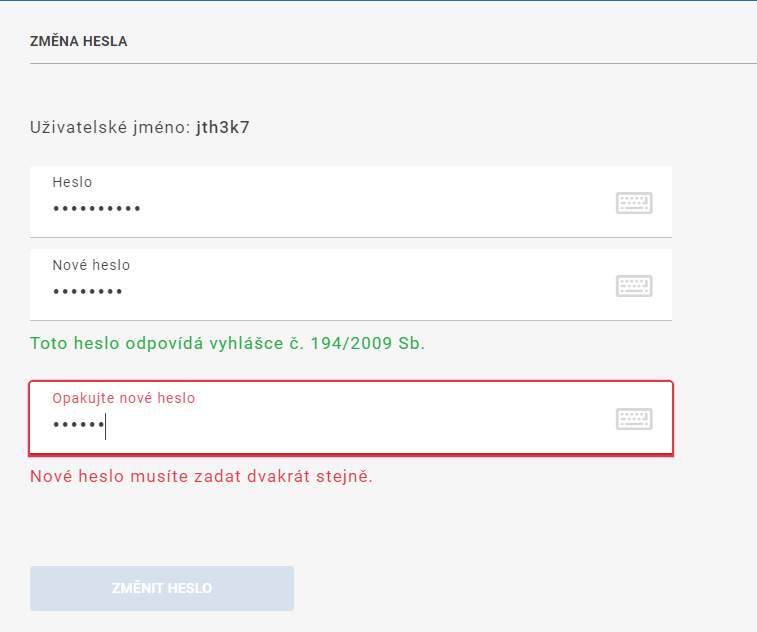 ZMĚNA HESLA
Uživatelské jméno: jth3k7
Heslo
••••••••••
Nové heslo
••••••••
Toto heslo odpovídá vyhlášce č. 194/2009 Sb.
Opakujte nové heslo
••••••
Nové heslo musíte zadat dvakrát stejně.
ZMĚNIT HESLO